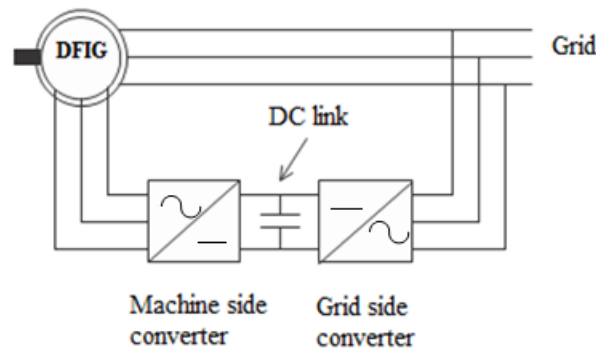 DFIG
Grid
DC link
Machine side
converter
Grid side
converter